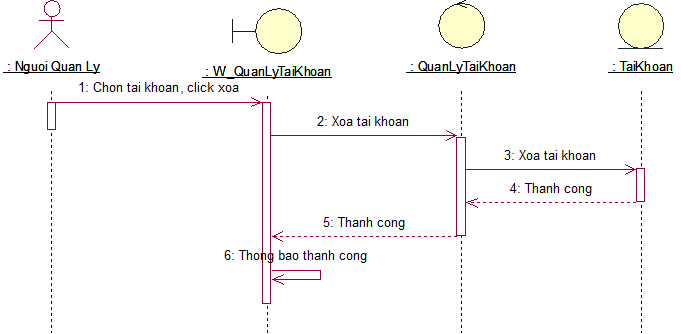 : Nguoi Quan Ly
: W_QuanLyTaiKhoan
: QuanLyTaiKhoan
: TaiKhoan
1: Chon tai khoan, click xoa
2: Xoa tai khoan
3: Xoa tai khoan
4: Thanh cong
5: Thanh cong
6: Thong bao thanh cong